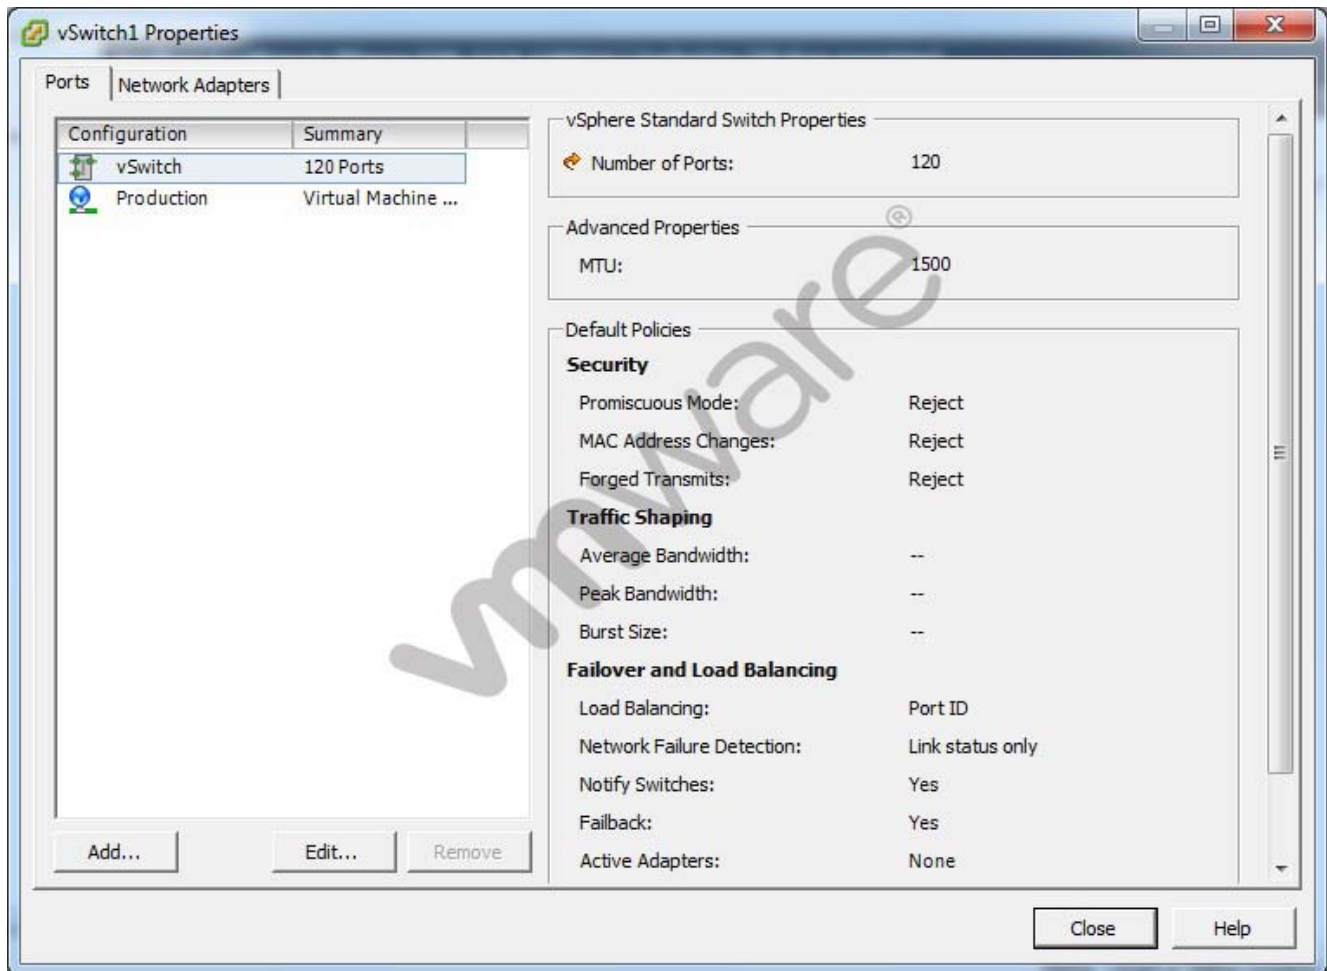 vSwitch1 Properties
Ports Network Adapters
Configuration Summary
vSwitch 120 Ports
Production Virtual Machine ...
Add... Edit... Remove
vSphere Standard Switch Properties
Number of Ports: 120
Advanced Properties
MTU: 1500
Default Policies
Security
Promiscuous Mode: Reject
MAC Address Changes: Reject
Forged Transmits: Reject
Traffic Shaping
Average Bandwidth: --
Peak Bandwidth: --
Burst Size: --
Failover and Load Balancing
Load Balancing: Port ID
Network Failure Detection: Link status only
Notify Switches: Yes
Failback: Yes
Active Adapters: None
Close Help
vmware®